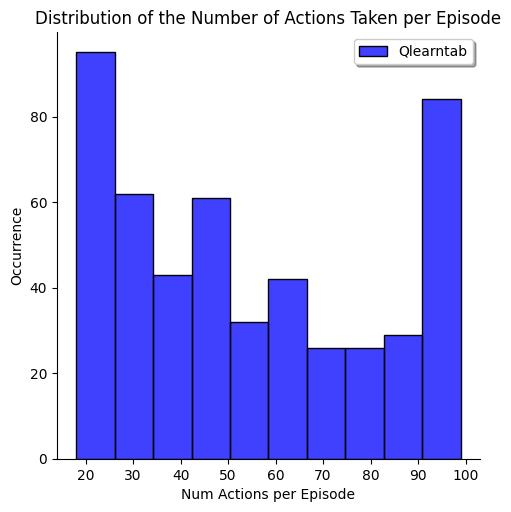 Distribution of the Number of Actions Taken per Episode
Qlearntab
Occurrence
80
60
40
20
0
20 30 40 50 60 70 80 90 100
Num Actions per Episode